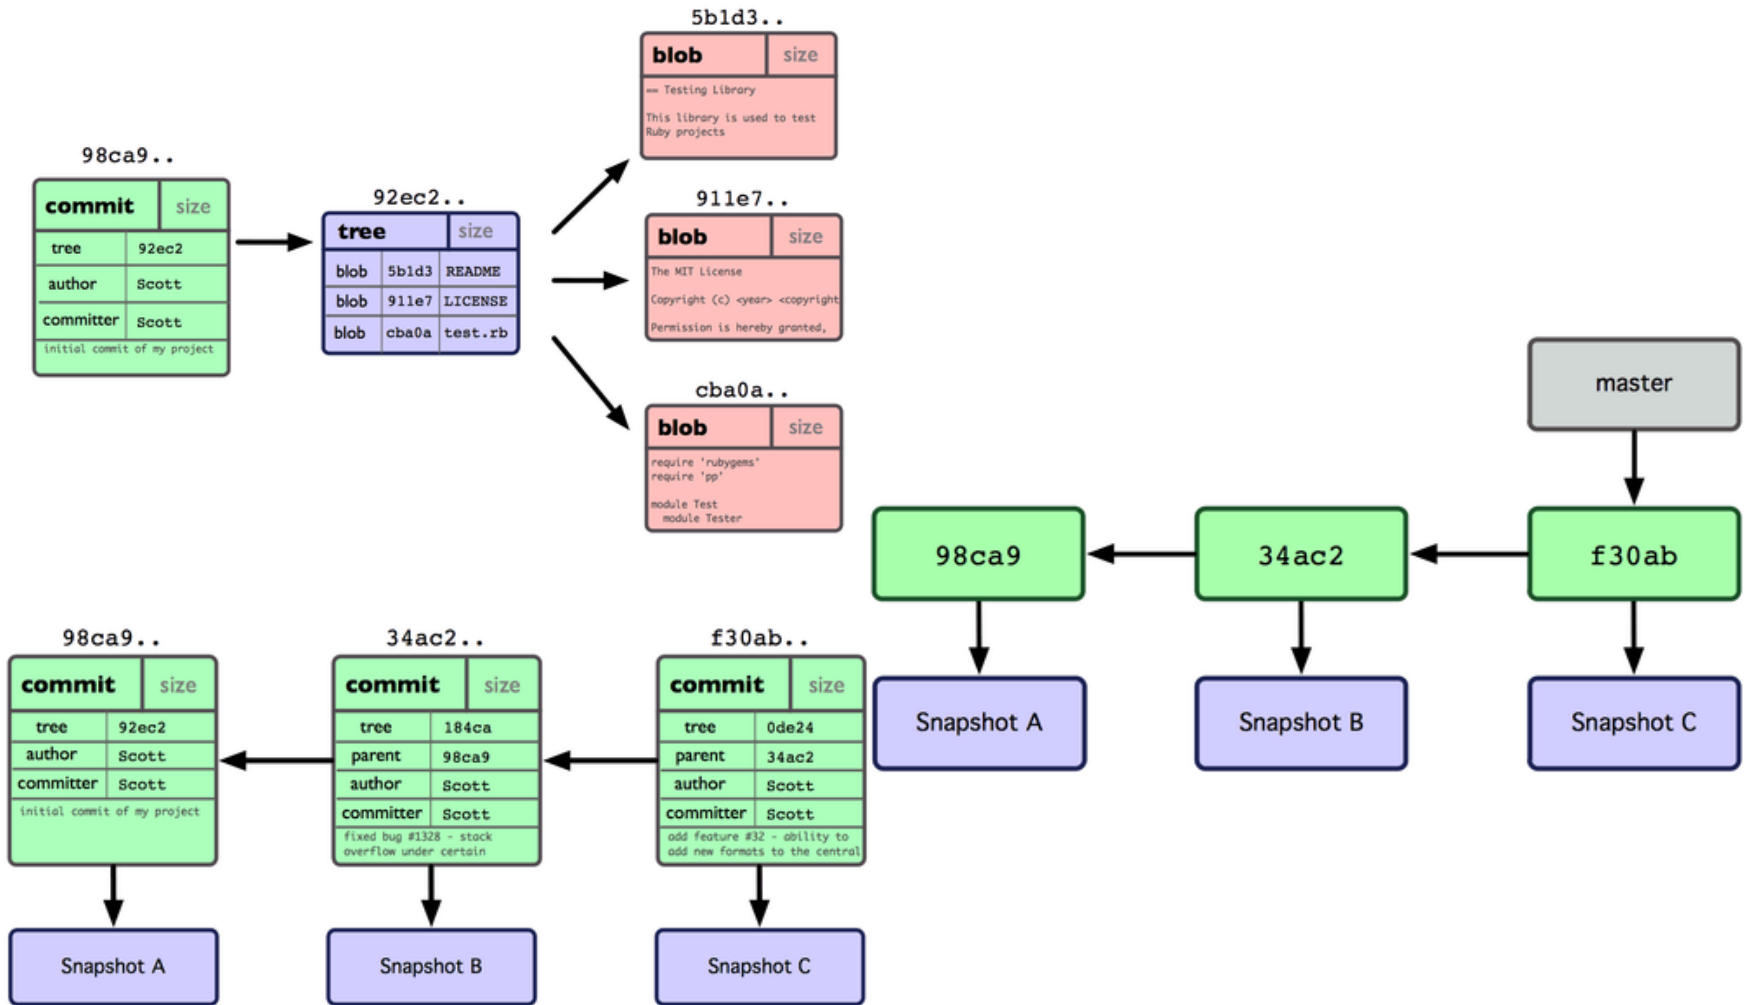 98ca9..
commit size
tree 92ec2
author Scott
committer Scott
initial commit of my project
92ec2..
tree size
blob 5b1d3 README
blob 911e7 LICENSE
blob cba0a test.rb
5b1d3..
blob size
== Testing Library
This library is used to test
Ruby projects
911e7..
blob size
The MIT License
Copyright (c) <year> <copyright
Permission is hereby granted,
cba0a..
blob size
require 'rubygems'
require 'pp'
module Test
module Tester
master
98ca9 34ac2 f30ab
Snapshot A Snapshot B Snapshot C
98ca9..
commit size
tree 92ec2
author Scott
committer Scott
initial commit of my project
Snapshot A
34ac2..
commit size
tree 184ca
parent 98ca9
author Scott
committer Scott
fixed bug #1328 - stack
overflow under certain
Snapshot B
f30ab..
commit size
tree 0de24
parent 34ac2
author Scott
committer Scott
add feature #32 - ability to
add new formats to the central
Snapshot C